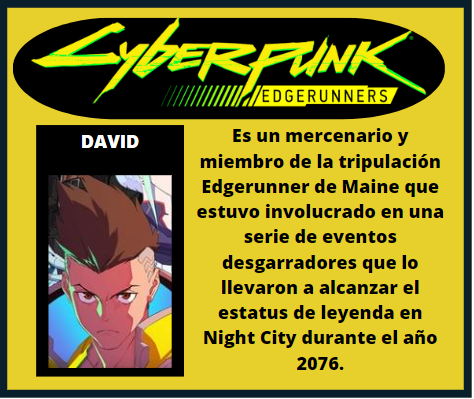 Cyberpunk
EDGERUNNERS
DAVID
Es un mercenario y
miembro de la tripulación
Edgerunner de Maine que
estuvo involucrado en una
serie de eventos
desgarradores que lo
llevaron a alcanzar el
estatus de leyenda en
Night City durante el año
2076.